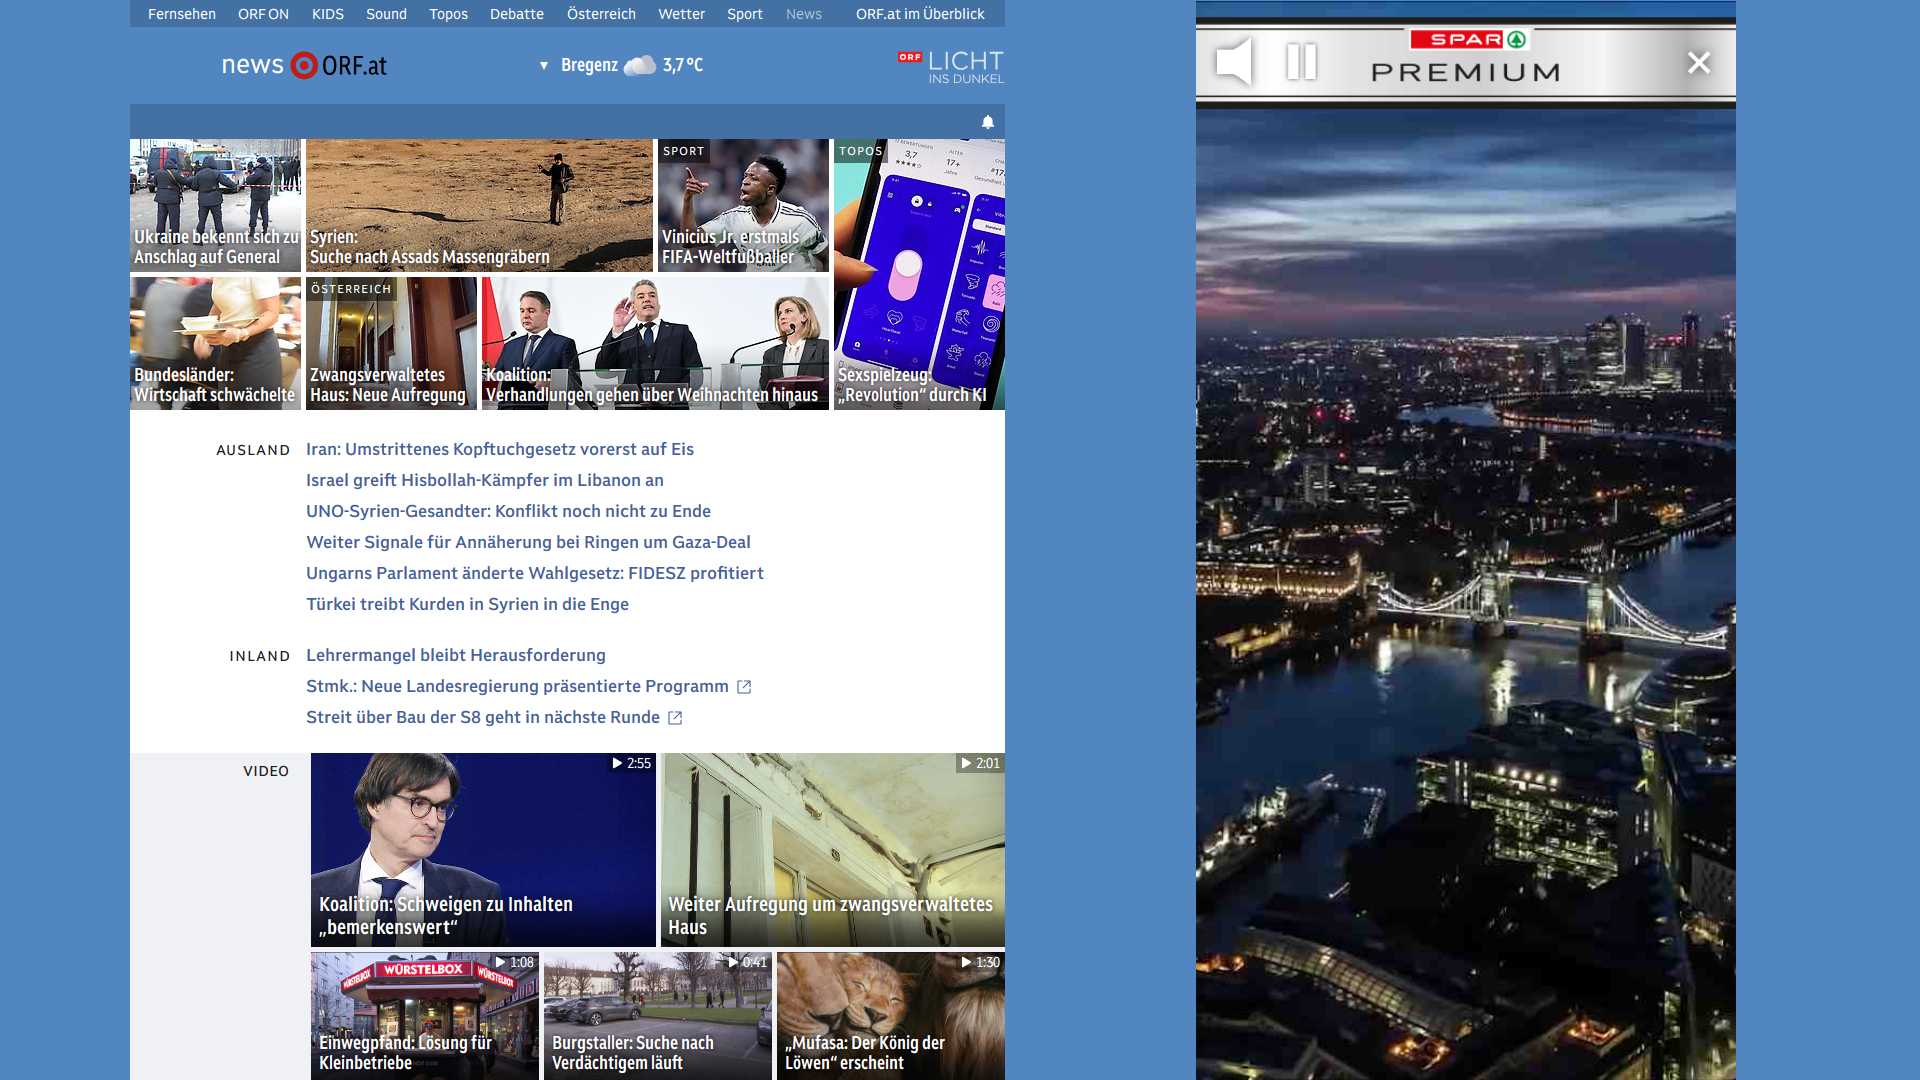 Fernsehen ORF ON KIDS Sound Topos Debatte Österreich Wetter Sport News ORF.at im Überblick
news ORF.at
▼ Bregenz 3,7 °C
ORF LICHT
INS DUNKEL
SPAR
PREMIUM
Ukraine bekennt sich zu
Anschlag auf General
Syrien:
Suche nach Assads Massengräbern
SPORT
Vinicius Jr. erstmals
FIFA-Weltfußballer
TOPOS
3,7
17+
Sexspielzeug:
„Revolution“ durch KI
Bundesländer:
Wirtschaft schwächelte
ÖSTERREICH
Zwangsverwaltetes
Haus: Neue Aufregung
Koalition:
Verhandlungen gehen über Weihnachten hinaus
AUSLAND
Iran: Umstrittenes Kopftuchgesetz vorerst auf Eis
Israel greift Hisbollah-Kämpfer im Libanon an
UNO-Syrien-Gesandter: Konflikt noch nicht zu Ende
Weiter Signale für Annäherung bei Ringen um Gaza-Deal
Ungarns Parlament änderte Wahlgesetz: FIDESZ profitiert
Türkei treibt Kurden in Syrien in die Enge
INLAND
Lehrermangel bleibt Herausforderung
Stmk.: Neue Landesregierung präsentierte Programm
Streit über Bau der S8 geht in nächste Runde
VIDEO
2:55
Koalition: Schweigen zu Inhalten
„bemerkenswert“
2:01
Weiter Aufregung um zwangsverwaltetes
Haus
1:08
WÜRSTELBOX WÜRSTELBOX WÜRSTELBOX
Einwegpfand: Lösung für
Kleinbetriebe
0:41
Burgstaller: Suche nach
Verdächtigem läuft
1:30
„Mufasa: Der König der
Löwen“ erscheint